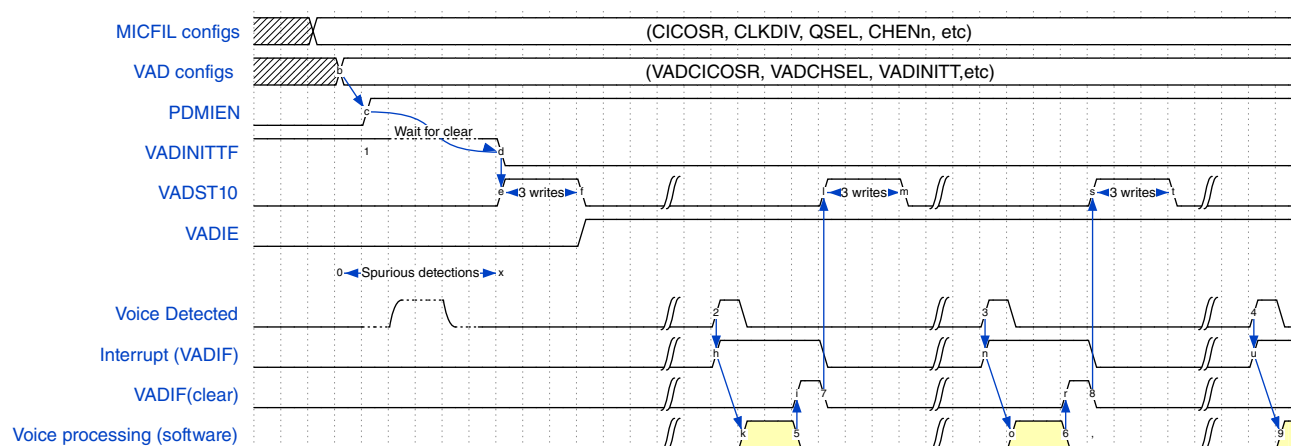 MICFIL configs (CICOSR, CLKDIV, QSEL, CHENn, etc)
VAD configs b (VADCICOSR, VADCHSEL, VADINITT,etc)
PDMIEN c
Wait for clear
VADINITTF 1 d
VADST10 e 3 writes f l 3 writes m s 3 writes t
VADIE
0 Spurious detections x
Voice Detected 2 3 4
Interrupt (VADIF) h n u
VADIF(clear) 7 r 8
Voice processing (software) k 5 o 6 , 9